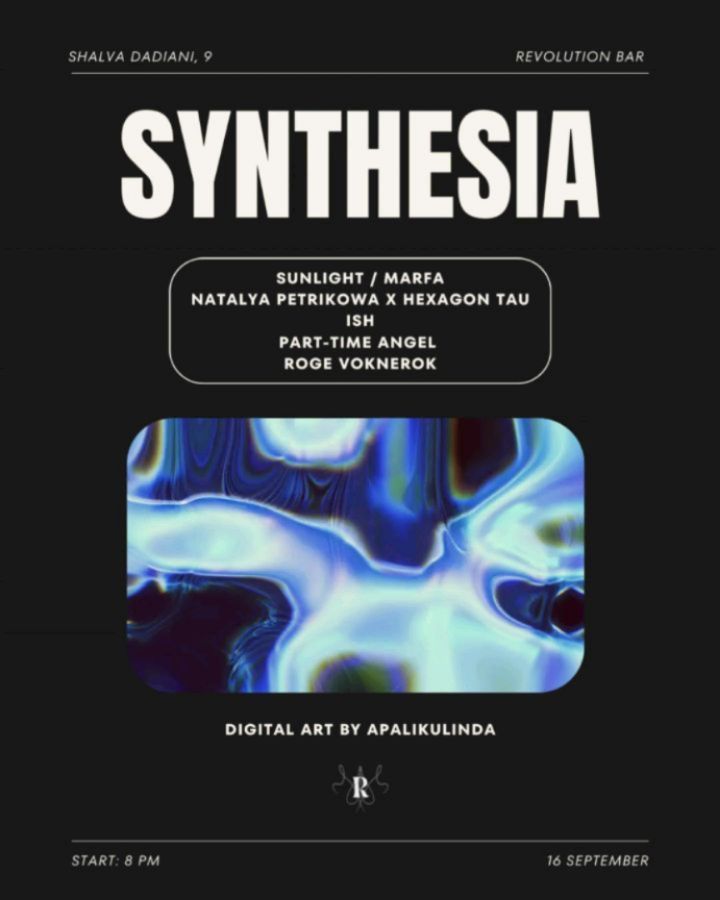 SHALVA DADIANI, 9
REVOLUTION BAR
SYNTHESIA
SUNLIGHT / MARFA
NATALYA PETRIKOWA X HEXAGON TAU
ISH
PART-TIME ANGEL
ROGE VOKNEROK
DIGITAL ART BY APALIKULINDA
R
START: 8 PM
16 SEPTEMBER